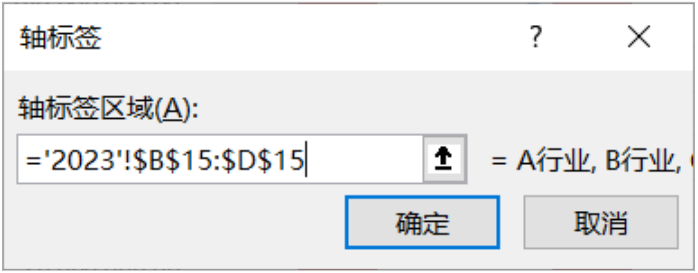 轴标签 ?
轴标签区域(A):
='2023'!$B$15:$D$15 = A行业, B行业,
确定 取消